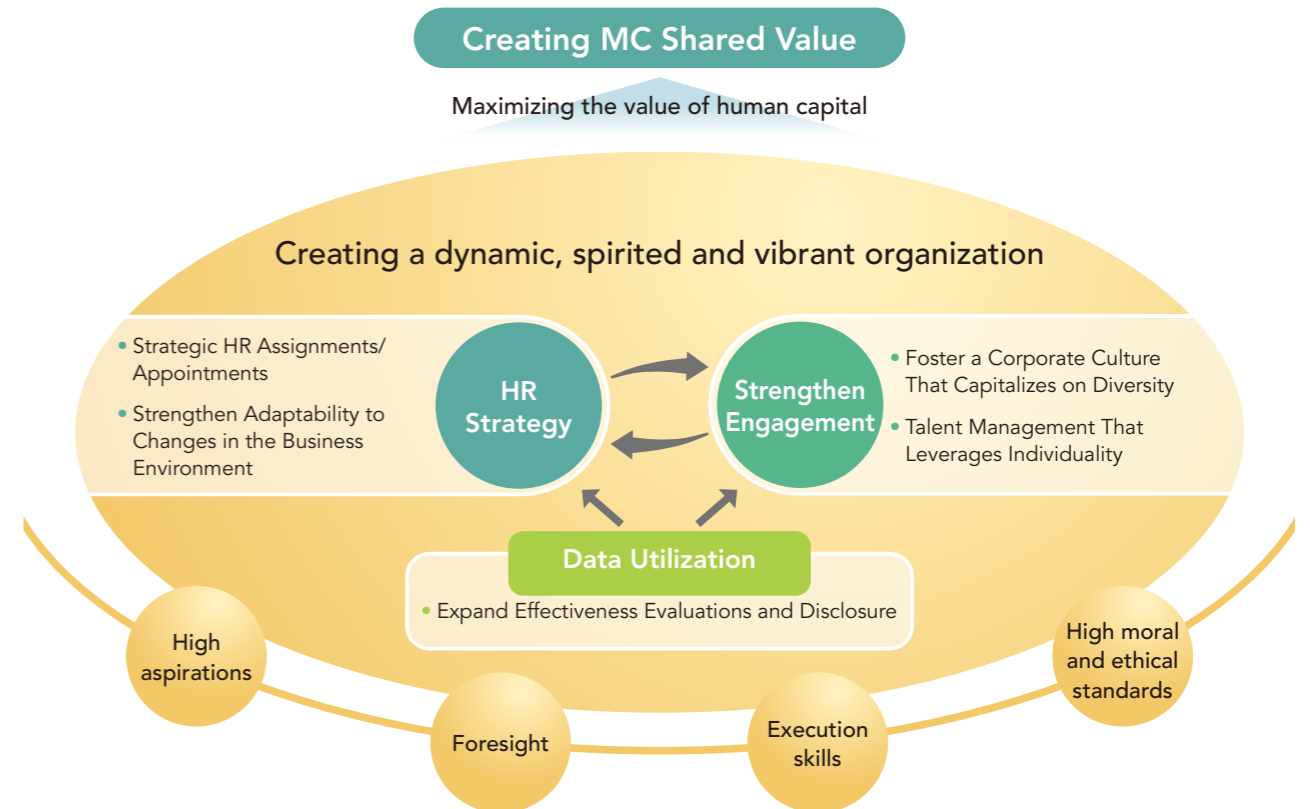 Creating MC Shared Value
Maximizing the value of human capital
Creating a dynamic, spirited and vibrant organization
• Strategic HR Assignments/
Appointments
• Strengthen Adaptability to
Changes in the Business
Environment
HR
Strategy
Strengthen
Engagement
• Foster a Corporate Culture
That Capitalizes on Diversity
• Talent Management That
Leverages Individuality
Data Utilization
• Expand Effectiveness Evaluations and Disclosure
High
aspirations
Foresight
Execution
skills
High moral
and ethical
standards